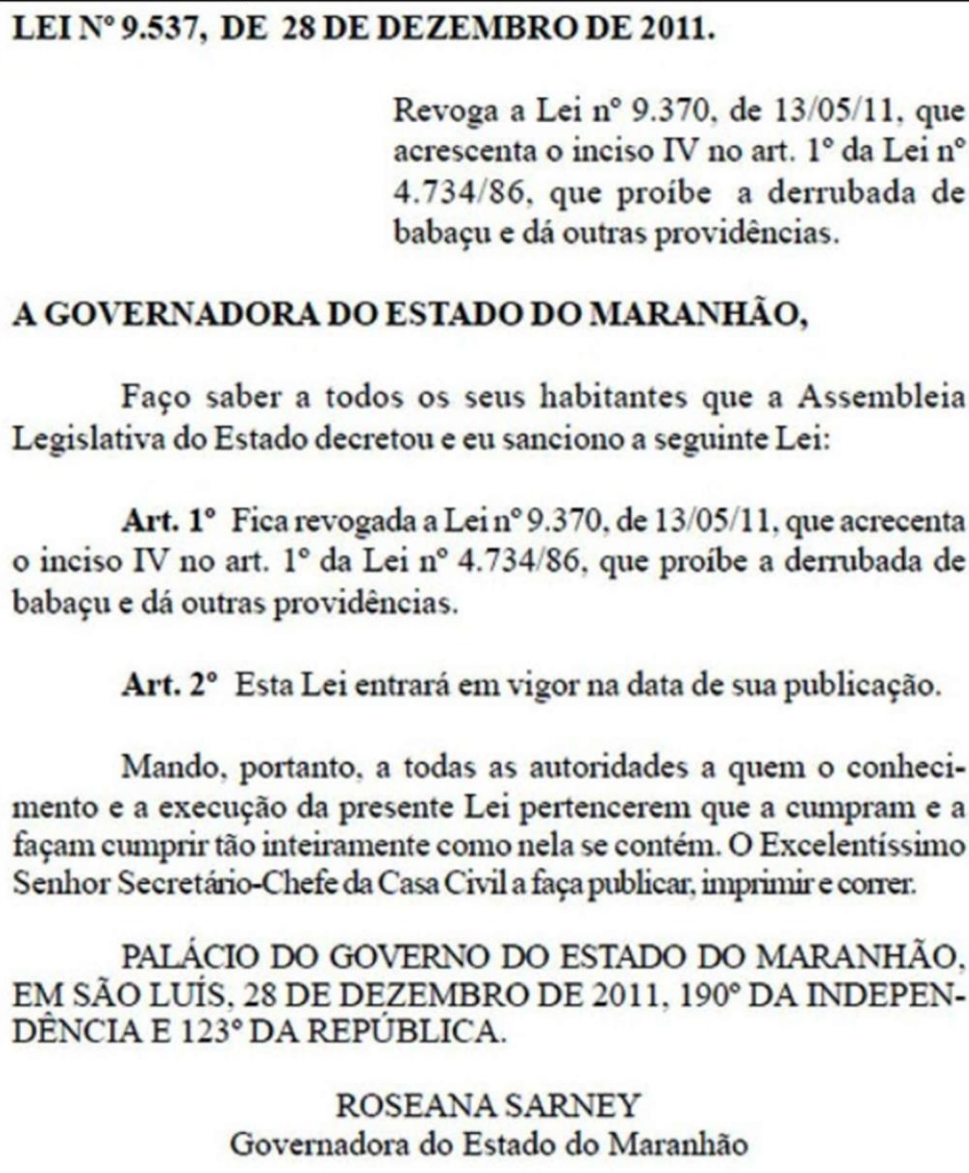 LEI Nº 9.537, DE 28 DE DEZEMBRO DE 2011.
Revoga a Lei nº 9.370, de 13/05/11, que
acrescenta o inciso IV no art. 1º da Lei nº
4.734/86, que proíbe a derrubada de
babaçu e dá outras providências.
A GOVERNADORA DO ESTADO DO MARANHÃO,
Faço saber a todos os seus habitantes que a Assembleia
Legislativa do Estado decretou e eu sanciono a seguinte Lei:
Art. 1º Fica revogada a Lei nº 9.370, de 13/05/11, que acrecenta
o inciso IV no art. 1º da Lei nº 4.734/86, que proíbe a derrubada de
babaçu e dá outras providências.
Art. 2º Esta Lei entrará em vigor na data de sua publicação.
Mando, portanto, a todas as autoridades a quem o conheci-
mento e a execução da presente Lei pertencerem que a cumpram e a
façam cumprir tão inteiramente como nela se contém. O Excelentíssimo
Senhor Secretário-Chefe da Casa Civil a faça publicar, imprimir e correr.
PALÁCIO DO GOVERNO DO ESTADO DO MARANHÃO,
EM SÃO LUÍS, 28 DE DEZEMBRO DE 2011, 190º DA INDEPEN-
DÊNCIA E 123º DA REPÚBLICA.
ROSEANA SARNEY
Governadora do Estado do Maranhão